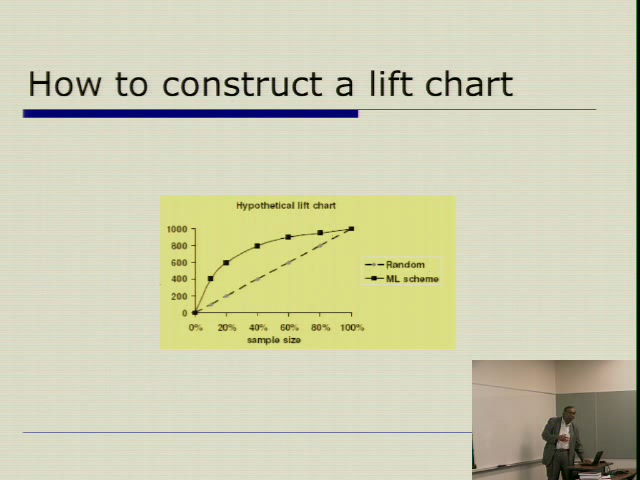 How to construct a lift chart
Hypothetical lift chart
1000
800
600
400
200
0
0% 20% 40% 60% 80% 100%
sample size
Random
ML scheme